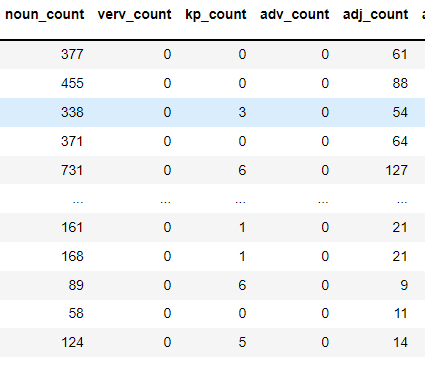 noun_count verv_count kp_count adv_count adj_count
377 0 0 0 61
455 0 0 0 88
338 0 3 0 54
371 0 0 0 64
731 0 6 0 127
... ... ... ... ...
161 0 1 0 21
168 0 1 0 21
89 0 6 0 9
58 0 0 0 11
124 0 5 0 14